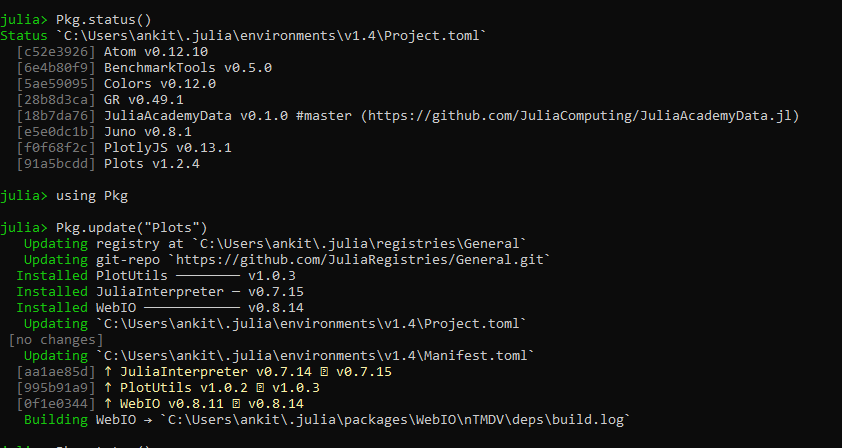 julia> Pkg.status()
Status `C:\Users\ankit\.julia\environments\v1.4\Project.toml`
[c52e3926] Atom v0.12.10
[6e4b80f9] BenchmarkTools v0.5.0
[5ae59095] Colors v0.12.0
[28b8d3ca] GR v0.49.1
[18b7da76] JuliaAcademyData v0.1.0 #master (https://github.com/JuliaComputing/JuliaAcademyData.jl)
[e5e0dc1b] Juno v0.8.1
[f0f68f2c] PlotlyJS v0.13.1
[91a5bcdd] Plots v1.2.4
julia> using Pkg
julia> Pkg.update("Plots")
Updating registry at `C:\Users\ankit\.julia\registries\General`
Updating git-repo `https://github.com/JuliaRegistries/General.git`
Installed PlotUtils ──────── v1.0.3
Installed JuliaInterpreter ─ v0.7.15
Installed WebIO ──────────── v0.8.14
Updating `C:\Users\ankit\.julia\environments\v1.4\Project.toml`
[no changes]
Updating `C:\Users\ankit\.julia\environments\v1.4\Manifest.toml`
[aa1ae85d] ↑ JuliaInterpreter v0.7.14 ⍰ v0.7.15
[995b91a9] ↑ PlotUtils v1.0.2 ⍰ v1.0.3
[0f1e0344] ↑ WebIO v0.8.11 ⍰ v0.8.14
Building WebIO → `C:\Users\ankit\.julia\packages\WebIO\nTMDV\deps\build.log`